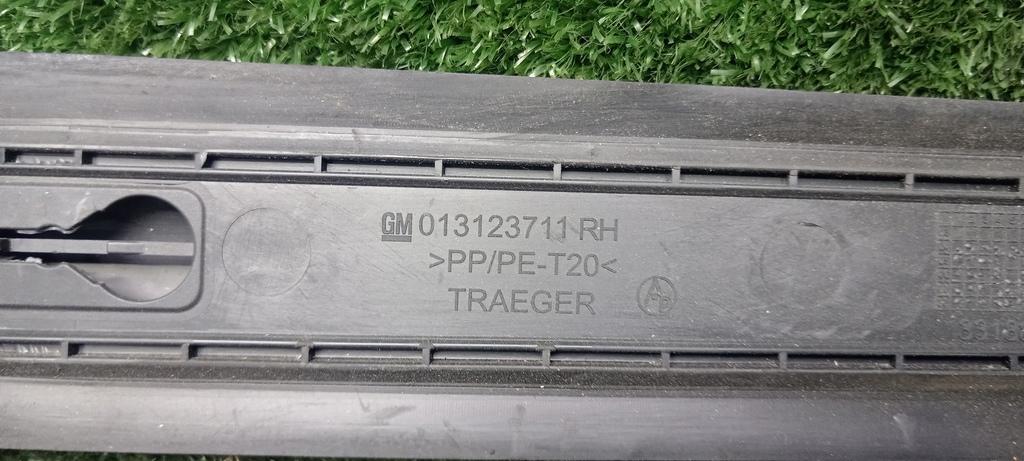 GM 013123711 RH
>PP/PE-T20<
TRAEGER